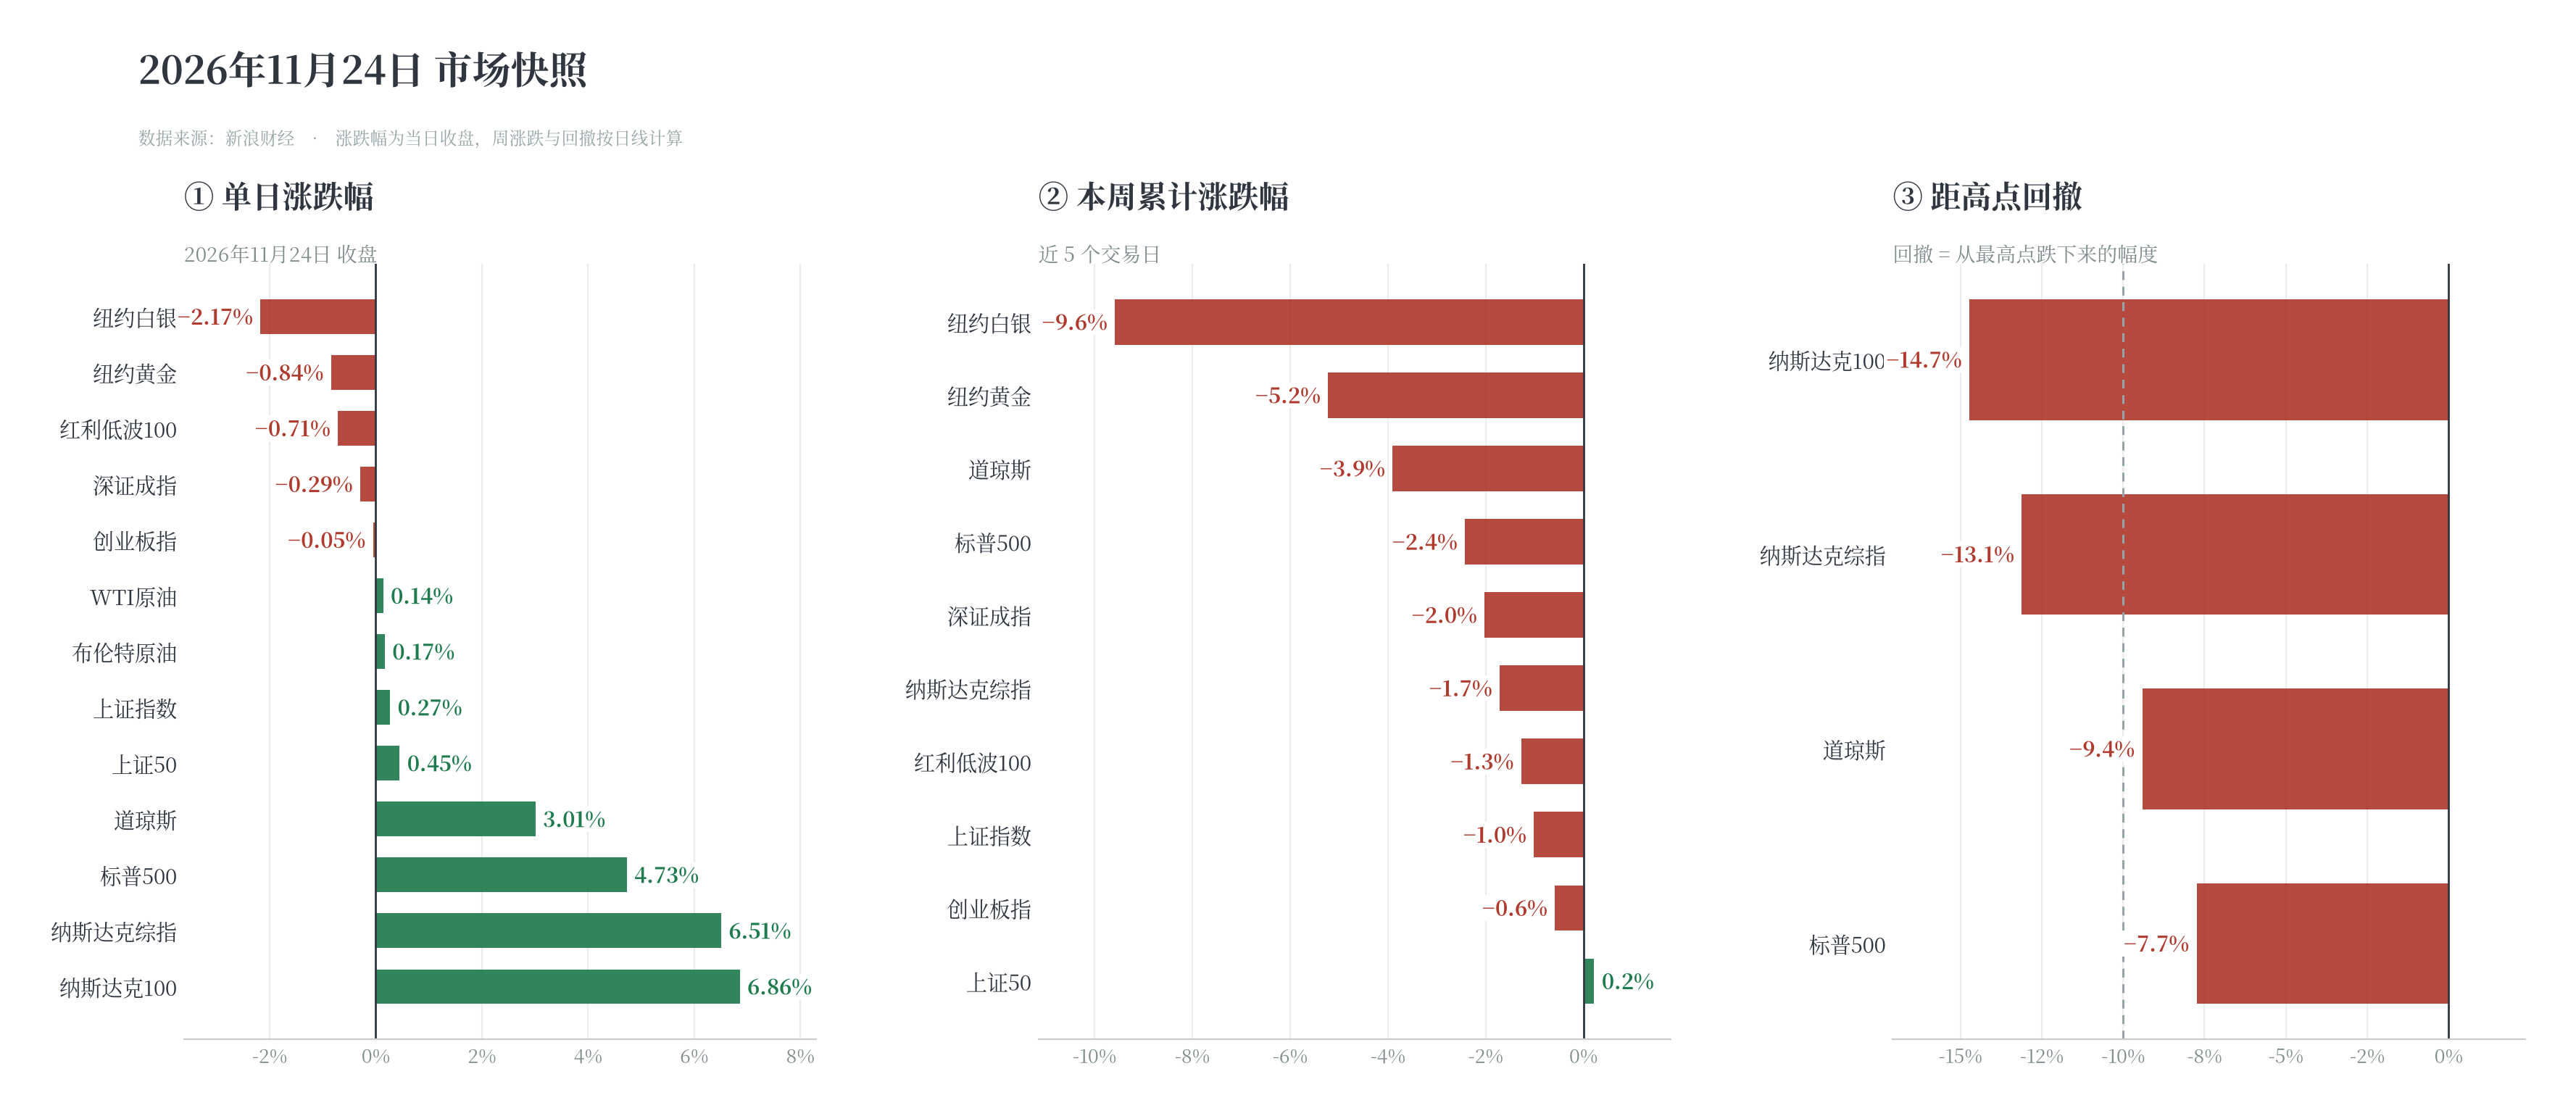 2026年11月24日 市场快照
数据来源：新浪财经 · 涨跌幅为当日收盘，周涨跌与回撤按日线计算
① 单日涨跌幅
2026年11月24日 收盘
纽约白银 −2.17%
纽约黄金 −0.84%
红利低波100 −0.71%
深证成指 −0.29%
创业板指 −0.05%
WTI原油 0.14%
布伦特原油 0.17%
上证指数 0.27%
上证50 0.45%
道琼斯 3.01%
标普500 4.73%
纳斯达克综指 6.51%
纳斯达克100 6.86%
-2% 0% 2% 4% 6% 8%
② 本周累计涨跌幅
近 5 个交易日
纽约白银 −9.6%
纽约黄金 −5.2%
道琼斯 −3.9%
标普500 −2.4%
深证成指 −2.0%
纳斯达克综指 −1.7%
红利低波100 −1.3%
上证指数 −1.0%
创业板指 −0.6%
上证50 0.2%
-10% -8% -6% -4% -2% 0%
③ 距高点回撤
回撤 = 从最高点跌下来的幅度
纳斯达克100 −14.7%
纳斯达克综指 −13.1%
道琼斯 −9.4%
标普500 −7.7%
-15% -12% -10% -8% -5% -2% 0%